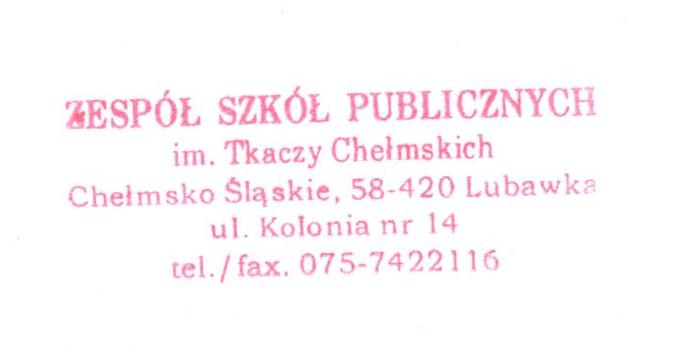 ZESPÓŁ SZKÓŁ PUBLICZNYCH
im. Tkaczy Chełmskich
Chełmsko Śląskie, 58-420 Lubawka
ul. Kolonia nr 14
tel./fax. 075-7422116